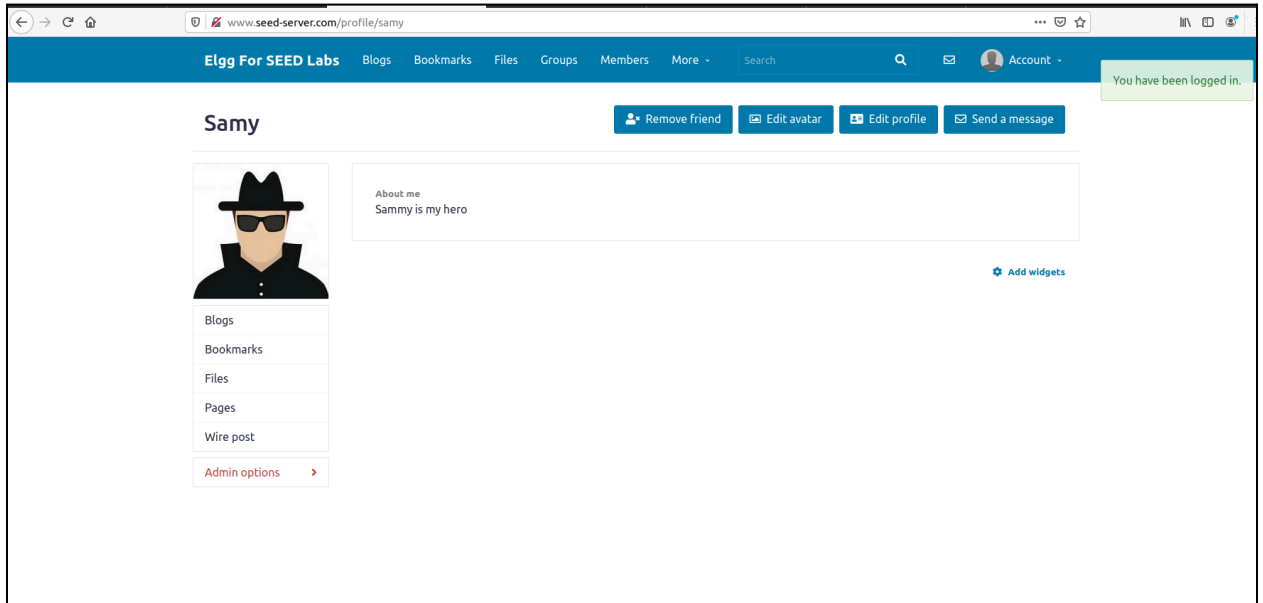 www.seed-server.com/profile/samy
Elgg For SEED Labs Blogs Bookmarks Files Groups Members More Search Account
You have been logged in.
Samy
Remove friend Edit avatar Edit profile Send a message
About me
Sammy is my hero
Add widgets
Blogs
Bookmarks
Files
Pages
Wire post
Admin options